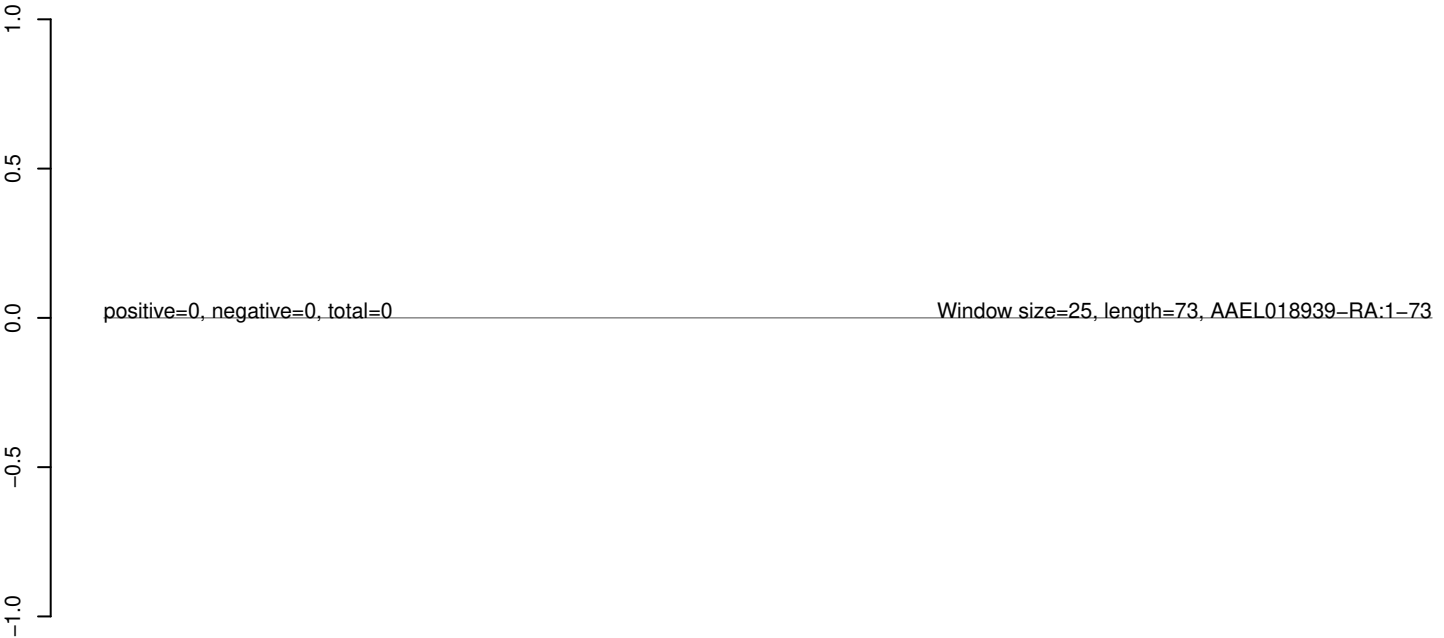 1.0
0.5
0.0
−0.5
−1.0
positive=0, negative=0, total=0
Window size=25, length=73, AAEL018939−RA:1−73